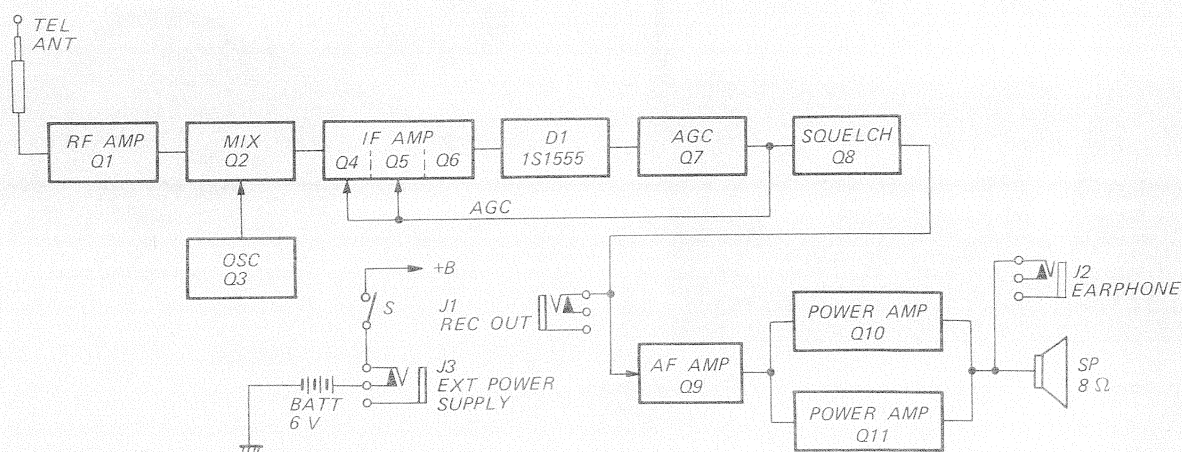 TEL
ANT
RF AMP
Q1
MIX
Q2
IF AMP
Q4 Q5 Q6
D1
1S1555
AGC
Q7
SQUELCH
Q8
AGC
OSC
Q3
+B
S
J1
REC OUT
J2
EARPHONE
POWER AMP
Q10
AF AMP
Q9
SP
8 Ω
J3
EXT POWER
SUPPLY
BATT
6 V
POWER AMP
Q11